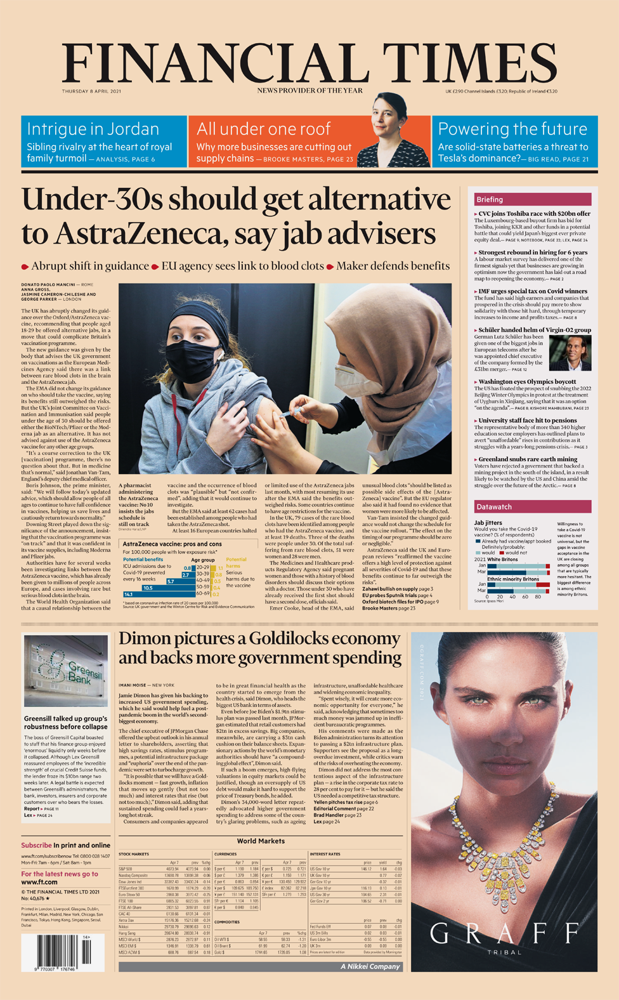 FINANCIAL TIMES
THURSDAY 8 APRIL 2021
NEWS PROVIDER OF THE YEAR
UK £2.90 Channel Islands £3.20; Republic of Ireland €3.20
Intrigue in Jordan
Sibling rivalry at the heart of royal
family turmoil — ANALYSIS, PAGE 6
All under one roof
Why more businesses are cutting out
supply chains — BROOKE MASTERS, PAGE 23
Powering the future
Are solid-state batteries a threat to
Tesla's dominance?— BIG READ, PAGE 21
Under-30s should get alternative
to AstraZeneca, say jab advisers
Abrupt shift in guidance EU agency sees link to blood clots Maker defends benefits
DONATO PAOLO MANCINI — ROME
ANNA GROSS,
JASMINE CAMERON-CHILESHE AND
GEORGE PARKER — LONDON
The UK has abruptly changed its guid-
ance over the Oxford/AstraZeneca vac-
cine, recommending that people aged
18-29 be offered alternative jabs, in a
move that could complicate Britain's
vaccination programme.
The new guidance was given by the
body that advises the UK government
on vaccinations as the European Medi-
cines Agency said there was a link
between rare blood clots in the brain
and the AstraZeneca jab.
The EMA did not change its guidance
on who should take the vaccine, saying
its benefits still outweighed the risks.
But the UK's Joint Committee on Vacci-
nation and Immunisation said people
under the age of 30 should be offered
either the BioNTech/Pfizer or the Mod-
erna jab as an alternative. It has not
advised against use of the AstraZeneca
vaccine for any other age groups.
"It's a course correction to the UK
[vaccination] programme, there's no
question about that. But in medicine
that's normal," said Jonathan Van-Tam,
England's deputy chief medical officer.
Boris Johnson, the prime minister,
said: "We will follow today's updated
advice, which should allow people of all
ages to continue to have full confidence
in vaccines, helping us save lives and
cautiously return towards normality."
Downing Street played down the sig-
nificance of the announcement, insist-
ing that the vaccination programme was
"on track" and that it was confident in
its vaccine supplies, including Moderna
and Pfizer jabs.
Authorities have for several weeks
been investigating links between the
AstraZeneca vaccine, which has already
been given to millions of people across
Europe, and cases involving rare but
serious blood clots in the brain.
The World Health Organization said
that a causal relationship between the
A pharmacist
administering
the AstraZeneca
vaccine: No 10
insists the jabs
schedule is
still on track
vaccine and the occurrence of blood
clots was "plausible" but "not confir-
med", adding that it would continue to
investigate.
But the EMA said at least 62 cases had
been established among people who had
taken the AstraZeneca shot.
At least 16 European countries halted
AstraZeneca vaccine: pros and cons
For 100,000 people with low exposure risk*
Potential benefits
ICU admissions due to
Covid-19 prevented
every 16 weeks
Age group
Potential
harms
Serious
harms due to
the vaccine
0.8 20-29 1.1
2.7 30-39 0.8
5.7 40-49 0.5
10.5 50-59 0.4
14.1 60-69 0.2
* based on coronavirus infection rate of 20 cases per 100,000
Source: UK government and the Winton Centre for Risk and Evidence Communication
or limited use of the AstraZeneca jabs
last month, with most resuming its use
after the EMA said the benefits out-
weighed risks. Some countries continue
to have age restrictions for the vaccine.
In the UK, 79 cases of the rare blood
clots have been identified among people
who had the AstraZeneca vaccine, and
at least 19 deaths. Three of the deaths
were people under 30. Of the total suf-
fering from rare blood clots, 51 were
women and 28 were men.
The Medicines and Healthcare prod-
ucts Regulatory Agency said pregnant
women and those with a history of blood
disorders should discuss their options
with a doctor. Those under 30 who have
already received the first shot should
have a second dose, officials said.
Emer Cooke, head of the EMA, said
unusual blood clots "should be listed as
possible side effects of the [Astra-
Zeneca] vaccine". But the EU regulator
also said it had found no evidence that
women were more likely to be affected.
Van-Tam insisted the changed guid-
ance would not change the schedule for
the vaccine rollout. "The effect on the
timing of our programme should be zero
or negligible."
AstraZeneca said the UK and Euro-
pean reviews "reaffirmed the vaccine
offers a high level of protection against
all severities of Covid-19 and that these
benefits continue to far outweigh the
risks".
Zahawi bullish on supply page 3
EU probes Sputnik trials page 4
Oxford biotech files for IPO page 9
Brooke Masters page 23
Briefing
CVC joins Toshiba race with $20bn offer
The Luxembourg-based buyout firm has bid for
Toshiba, joining KKR and other funds in a potential
battle that could yield Japan's biggest ever private
equity deal.— PAGE 9; NOTEBOOK, PAGE 22; LEX, PAGE 24
Strongest rebound in hiring for 6 years
A labour market survey has delivered one of the
firmest signals yet that businesses are growing in
optimism now the government has laid out a road
map to reopening the economy.— PAGE 2
IMF urges special tax on Covid winners
The fund has said high earners and companies that
prospered in the crisis should pay more to show
solidarity with those hit hard, through temporary
increases to income and profits taxes.— PAGE 8
Schüler handed helm of Virgin-O2 group
German Lutz Schüler has been
given one of the biggest jobs in
European telecoms after he
was appointed chief executive
of the company formed by the
£31bn merger.— PAGE 12
Washington eyes Olympics boycott
The US has floated the prospect of snubbing the 2022
Beijing Winter Olympics in protest at the treatment
of Uyghurs in Xinjiang, saying that it was an option
"on the agenda".— PAGE 8; KISHORE MAHBUBANI, PAGE 23
University staff face hit to pensions
The representative body of more than 340 higher
education sector employers has outlined plans to
avert "unaffordable" rises in contributions as it
struggles with a years-long pensions crisis.— PAGE 3
Greenland snubs rare earth mining
Voters have rejected a government that backed a
mining project in the south of the island, in a result
likely to be watched by the US and China amid the
struggle over the future of the Arctic.— PAGE 8
Datawatch
Jab jitters
Would you take the Covid-19
vaccine? (% of respondents)
Already had vaccine/appt booked
Definitely/probably:
would would not
2021 White Britons
Jan
Mar
Ethnic minority Britons
Jan
Mar
0 20 40 60 80
Source: Ipsos Mori
Willingness to
take a Covid-19
vaccine is not
universal, but the
gaps in vaccine
acceptance in the
UK are closing
among all groups
that are typically
more hesitant. The
biggest difference
is among ethnic
minority Britons.
Greensill
Bank
Greensill talked up group's
robustness before collapse
The boss of Greensill Capital boasted
to staff that his finance group enjoyed
'enormous' liquidity only weeks before
it collapsed. Although Lex Greensill
reassured employees of the 'incredible
strength' of crucial Credit Suisse funds,
the lender froze its $10bn range two
weeks later. A legal battle is expected
between Greensill's administrators, the
bank, investors, insurers and corporate
customers over who bears the losses.
Report PAGE 11
Lex PAGE 24
Dimon pictures a Goldilocks economy
and backs more government spending
IMANI MOISE — NEW YORK
Jamie Dimon has given his backing to
increased US government spending,
which he said would help fuel a post-
pandemic boom in the world's second-
biggest economy.
The chief executive of JPMorgan Chase
offered the upbeat outlook in his annual
letter to shareholders, asserting that
high savings rates, stimulus program-
mes, a potential infrastructure package
and "euphoria" over the end of the pan-
demic were set to turbocharge growth.
"It is possible that we will have a Gold-
ilocks moment — fast growth, inflation
that moves up gently (but not too
much) and interest rates that rise (but
not too much)," Dimon said, adding that
sustained spending could fuel a years-
long hot streak.
Consumers and companies appeared
to be in great financial health as the
country started to emerge from the
health crisis, said Dimon, who heads the
biggest US bank in terms of assets.
Even before Joe Biden's $1.9tn stimu-
lus plan was passed last month, JPMor-
gan estimated that retail customers had
$2tn in excess savings. Big companies,
meanwhile, are carrying a $3tn cash
cushion on their balance sheets. Expan-
sionary actions by the world's monetary
authorities should have "a compound-
ing global effect", Dimon said.
If such a boom emerges, high-flying
valuations in equity markets could be
justified, though an oversupply of US
debt would make it hard to support the
price of Treasury bonds, he added.
Dimon's 34,000-word letter repeat-
edly advocated higher government
spending to address some of the coun-
try's glaring problems, such as ageing
infrastructure, unaffordable healthcare
and widening economic inequality.
"Spent wisely, it will create more eco-
nomic opportunity for everyone," he
said, acknowledging that sometimes too
much money was jammed up in ineffi-
cient bureaucratic programmes.
His comments were made as the
Biden administration turns its attention
to passing a $2tn infrastructure plan.
Supporters see the proposal as a long-
overdue investment, while critics warn
of the risks of overheating the economy.
Dimon did not address the most con-
tentious aspect of the infrastructure
plan — a rise in the corporate tax rate to
28 per cent to pay for it — but he said the
US needed a competitive tax structure.
Yellen pitches tax rise page 6
Editorial Comment page 22
Brad Handler page 23
Lex page 24
Subscribe In print and online
www.ft.com/subscribenow Tel: 0800 028 1407
Mon-Fri: 7am - 6pm / Sat: 8am - 1pm
For the latest news go to
www.ft.com
© THE FINANCIAL TIMES LTD 2021
No: 40,676 ★
Printed in London, Liverpool, Glasgow, Dublin,
Frankfurt, Milan, Madrid, New York, Chicago, San
Francisco, Tokyo, Hong Kong, Singapore, Seoul,
Dubai
14>
9 770307 176746
World Markets
STOCK MARKETS
Apr 7 prev %chg
S&P 500 4073.94 4073.94 0.00
Nasdaq Composite 13690.78 13698.38 -0.06
Dow Jones Ind 33382.43 33430.24 -0.14
FTSEurofirst 300 1670.99 1674.29 -0.20
Euro Stoxx 50 3960.38 3970.42 -0.25
FTSE 100 6885.32 6823.55 0.91
FTSE All-Share 3931.53 3897.81 0.87
CAC 40 6130.66 6131.34 -0.01
Xetra Dax 15176.36 15212.68 -0.24
Nikkei 29730.79 29696.63 0.12
Hang Seng 28674.80 28938.74 -0.91
MSCI World $ 2876.23 2872.97 0.11
MSCI EM $ 1346.91 1338.79 0.61
MSCI ACWI $ 688.76 687.54 0.18
CURRENCIES
Apr 7 prev
$ per € 1.190 1.184
$ per £ 1.379 1.386
£ per € 0.863 0.854
¥ per $ 109.625 109.750
¥ per £ 151.140 152.131
SFr per € 1.104 1.105
€ per $ 0.840 0.845
Apr 7 prev
£ per $ 0.725 0.721
€ per £ 1.159 1.171
¥ per € 130.450 129.932
£ index 82.062 82.218
SFr per £ 1.279 1.293
COMMODITIES
Apr 7 prev %chg
Oil WTI $ 58.55 59.33 -1.31
Oil Brent $ 61.99 62.74 -1.20
Gold $ 1744.65 1726.05 1.08
INTEREST RATES
price yield chg
US Gov 10 yr 146.12 1.64 -0.03
UK Gov 10 yr 0.77 -0.02
Ger Gov 10 yr -0.32 -0.01
Jpn Gov 10 yr 116.13 0.10 -0.01
US Gov 30 yr 104.65 2.31 -0.01
Ger Gov 2 yr 106.52 -0.71 0.00
price prev chg
Fed Funds Eff 0.07 0.08 -0.01
US 3m Bills 0.02 0.03 -0.01
Euro Libor 3m -0.55 -0.55 0.00
UK 3m 0.09 0.09 0.00
Prices are latest for edition Data provided by Morningstar
A Nikkei Company
GRAFF
TRIBAL